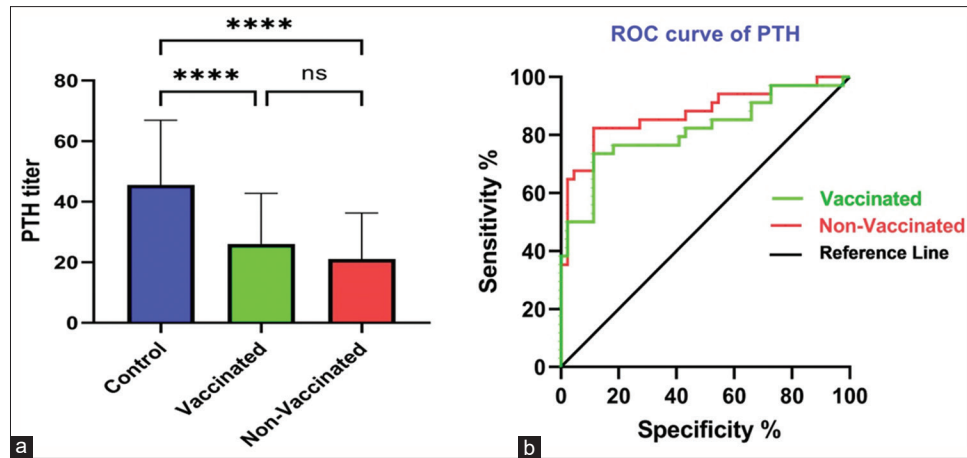 ****
****
ns
80
60
40
20
0
PTH titer
Control
Vaccinated
Non-Vaccinated
a
ROC curve of PTH
100
80
60
40
20
0
Sensitivity %
Vaccinated
Non-Vaccinated
Reference Line
0 20 40 60 80 100
Specificity %
b